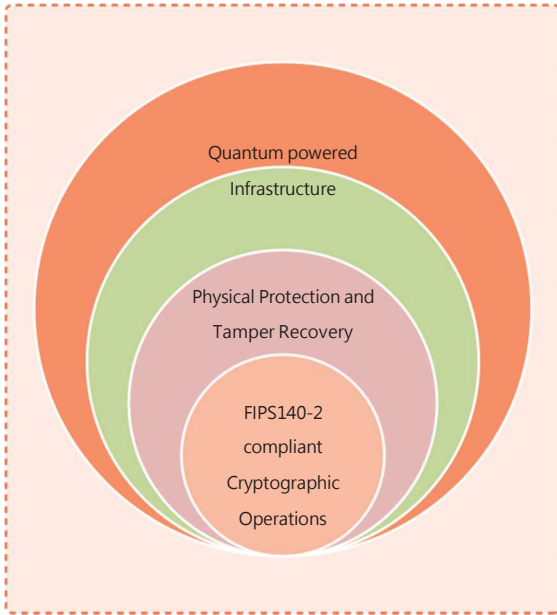 Quantum powered
Infrastructure
Physical Protection and
Tamper Recovery
FIPS140-2
compliant
Cryptographic
Operations